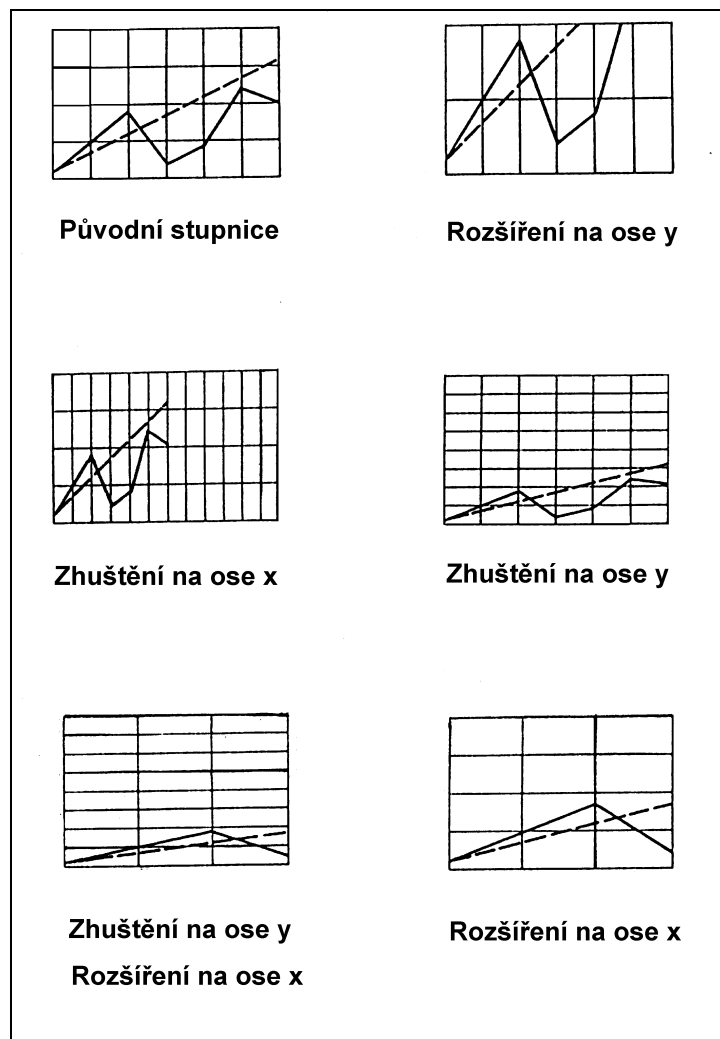 Původní stupnice
Rozšíření na ose y
Zhuštění na ose x
Zhuštění na ose y
Zhuštění na ose y
Rozšíření na ose x
Rozšíření na ose x